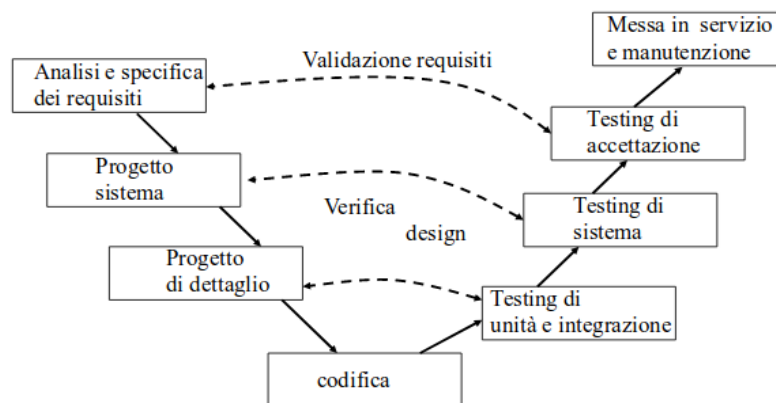 Messa in servizio
e manutenzione
Validazione requisiti
Analisi e specifica
dei requisiti
Testing di
accettazione
Progetto
sistema
Verifica
design
Testing di
sistema
Progetto
di dettaglio
Testing di
unità e integrazione
codifica